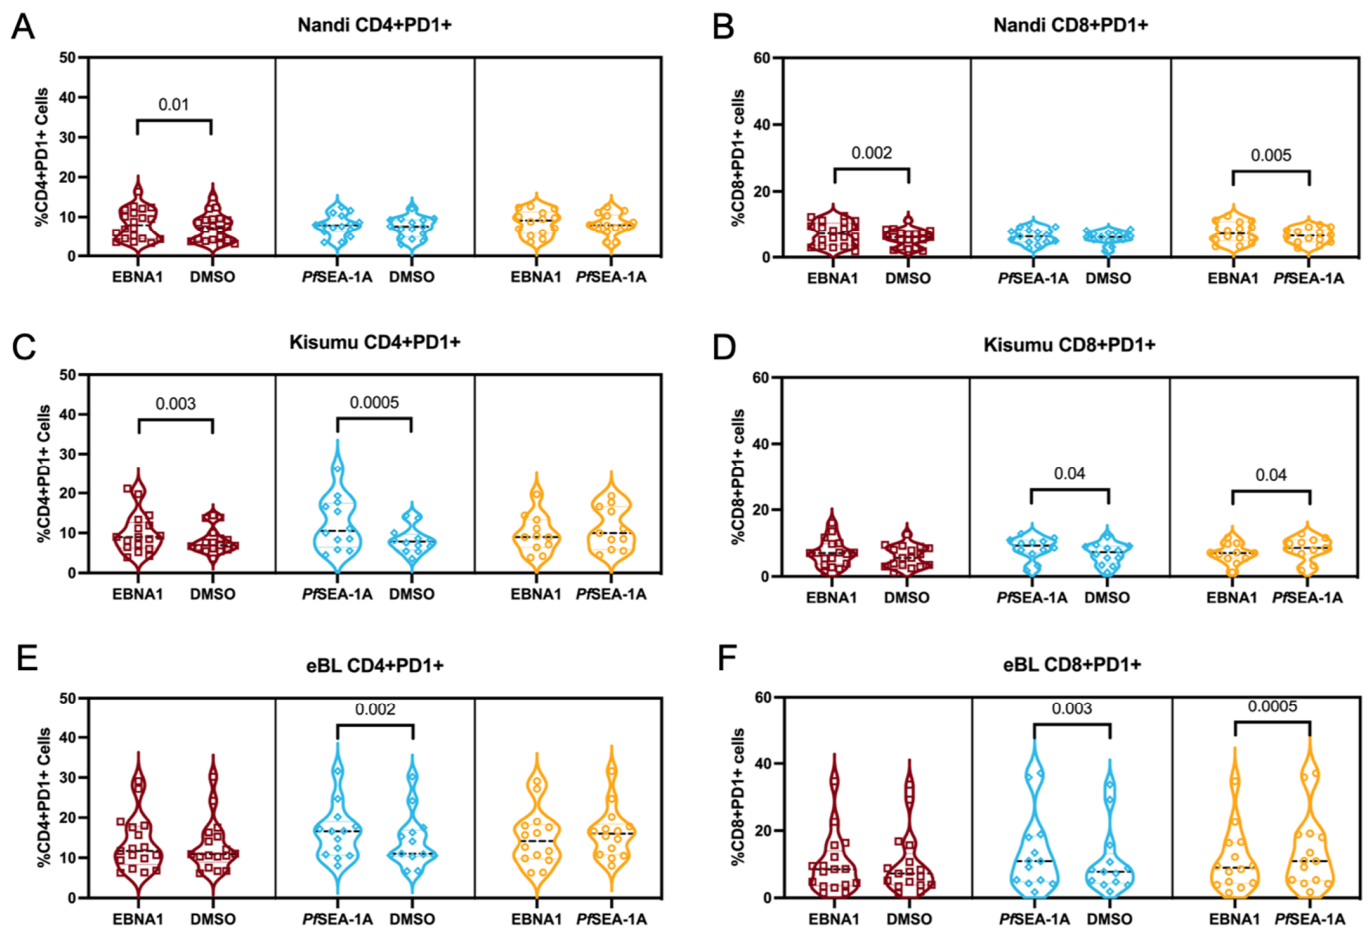 A
Nandi CD4+PD1+
%CD4+PD1+ Cells
50
40
30
20
10
0
0.01
EBNA1 DMSO PfSEA-1A DMSO EBNA1 PfSEA-1A
B
Nandi CD8+PD1+
%CD8+PD1+ cells
60
40
20
0
0.002
0.005
EBNA1 DMSO PfSEA-1A DMSO EBNA1 PfSEA-1A
C
Kisumu CD4+PD1+
%CD4+PD1+ Cells
50
40
30
20
10
0
0.003
0.0005
EBNA1 DMSO PfSEA-1A DMSO EBNA1 PfSEA-1A
D
Kisumu CD8+PD1+
%CD8+PD1+ cells
60
40
20
0
0.04
0.04
EBNA1 DMSO PfSEA-1A DMSO EBNA1 PfSEA-1A
E
eBL CD4+PD1+
%CD4+PD1+ Cells
50
40
30
20
10
0
0.002
EBNA1 DMSO PfSEA-1A DMSO EBNA1 PfSEA-1A
F
eBL CD8+PD1+
%CD8+PD1+ cells
60
40
20
0
0.003
0.0005
EBNA1 DMSO PfSEA-1A DMSO EBNA1 PfSEA-1A